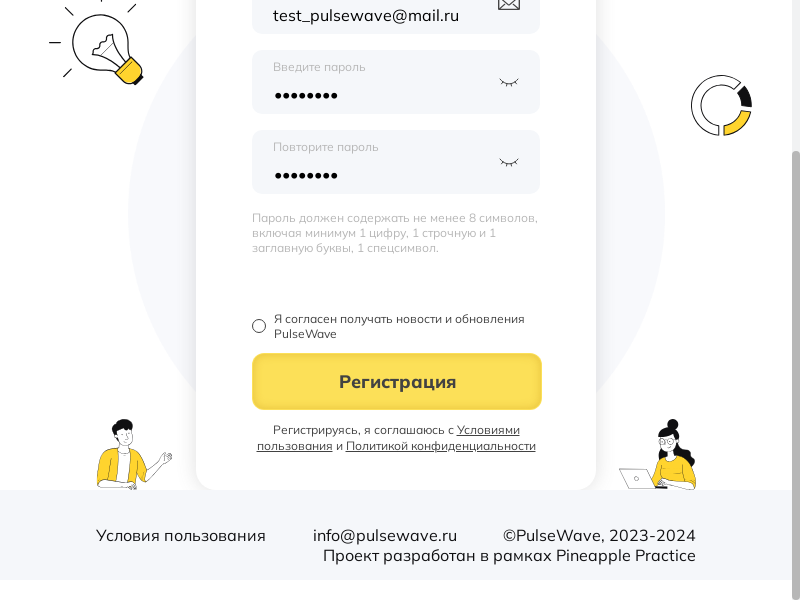 test_pulsewave@mail.ru
Введите пароль
••••••••
Повторите пароль
••••••••
Пароль должен содержать не менее 8 символов,
включая минимум 1 цифру, 1 строчную и 1
заглавную буквы, 1 спецсимвол.
Я согласен получать новости и обновления
PulseWave
Регистрация
Регистрируясь, я соглашаюсь с Условиями
пользования и Политикой конфиденциальности
Условия пользования info@pulsewave.ru ©PulseWave, 2023-2024
Проект разработан в рамках Pineapple Practice